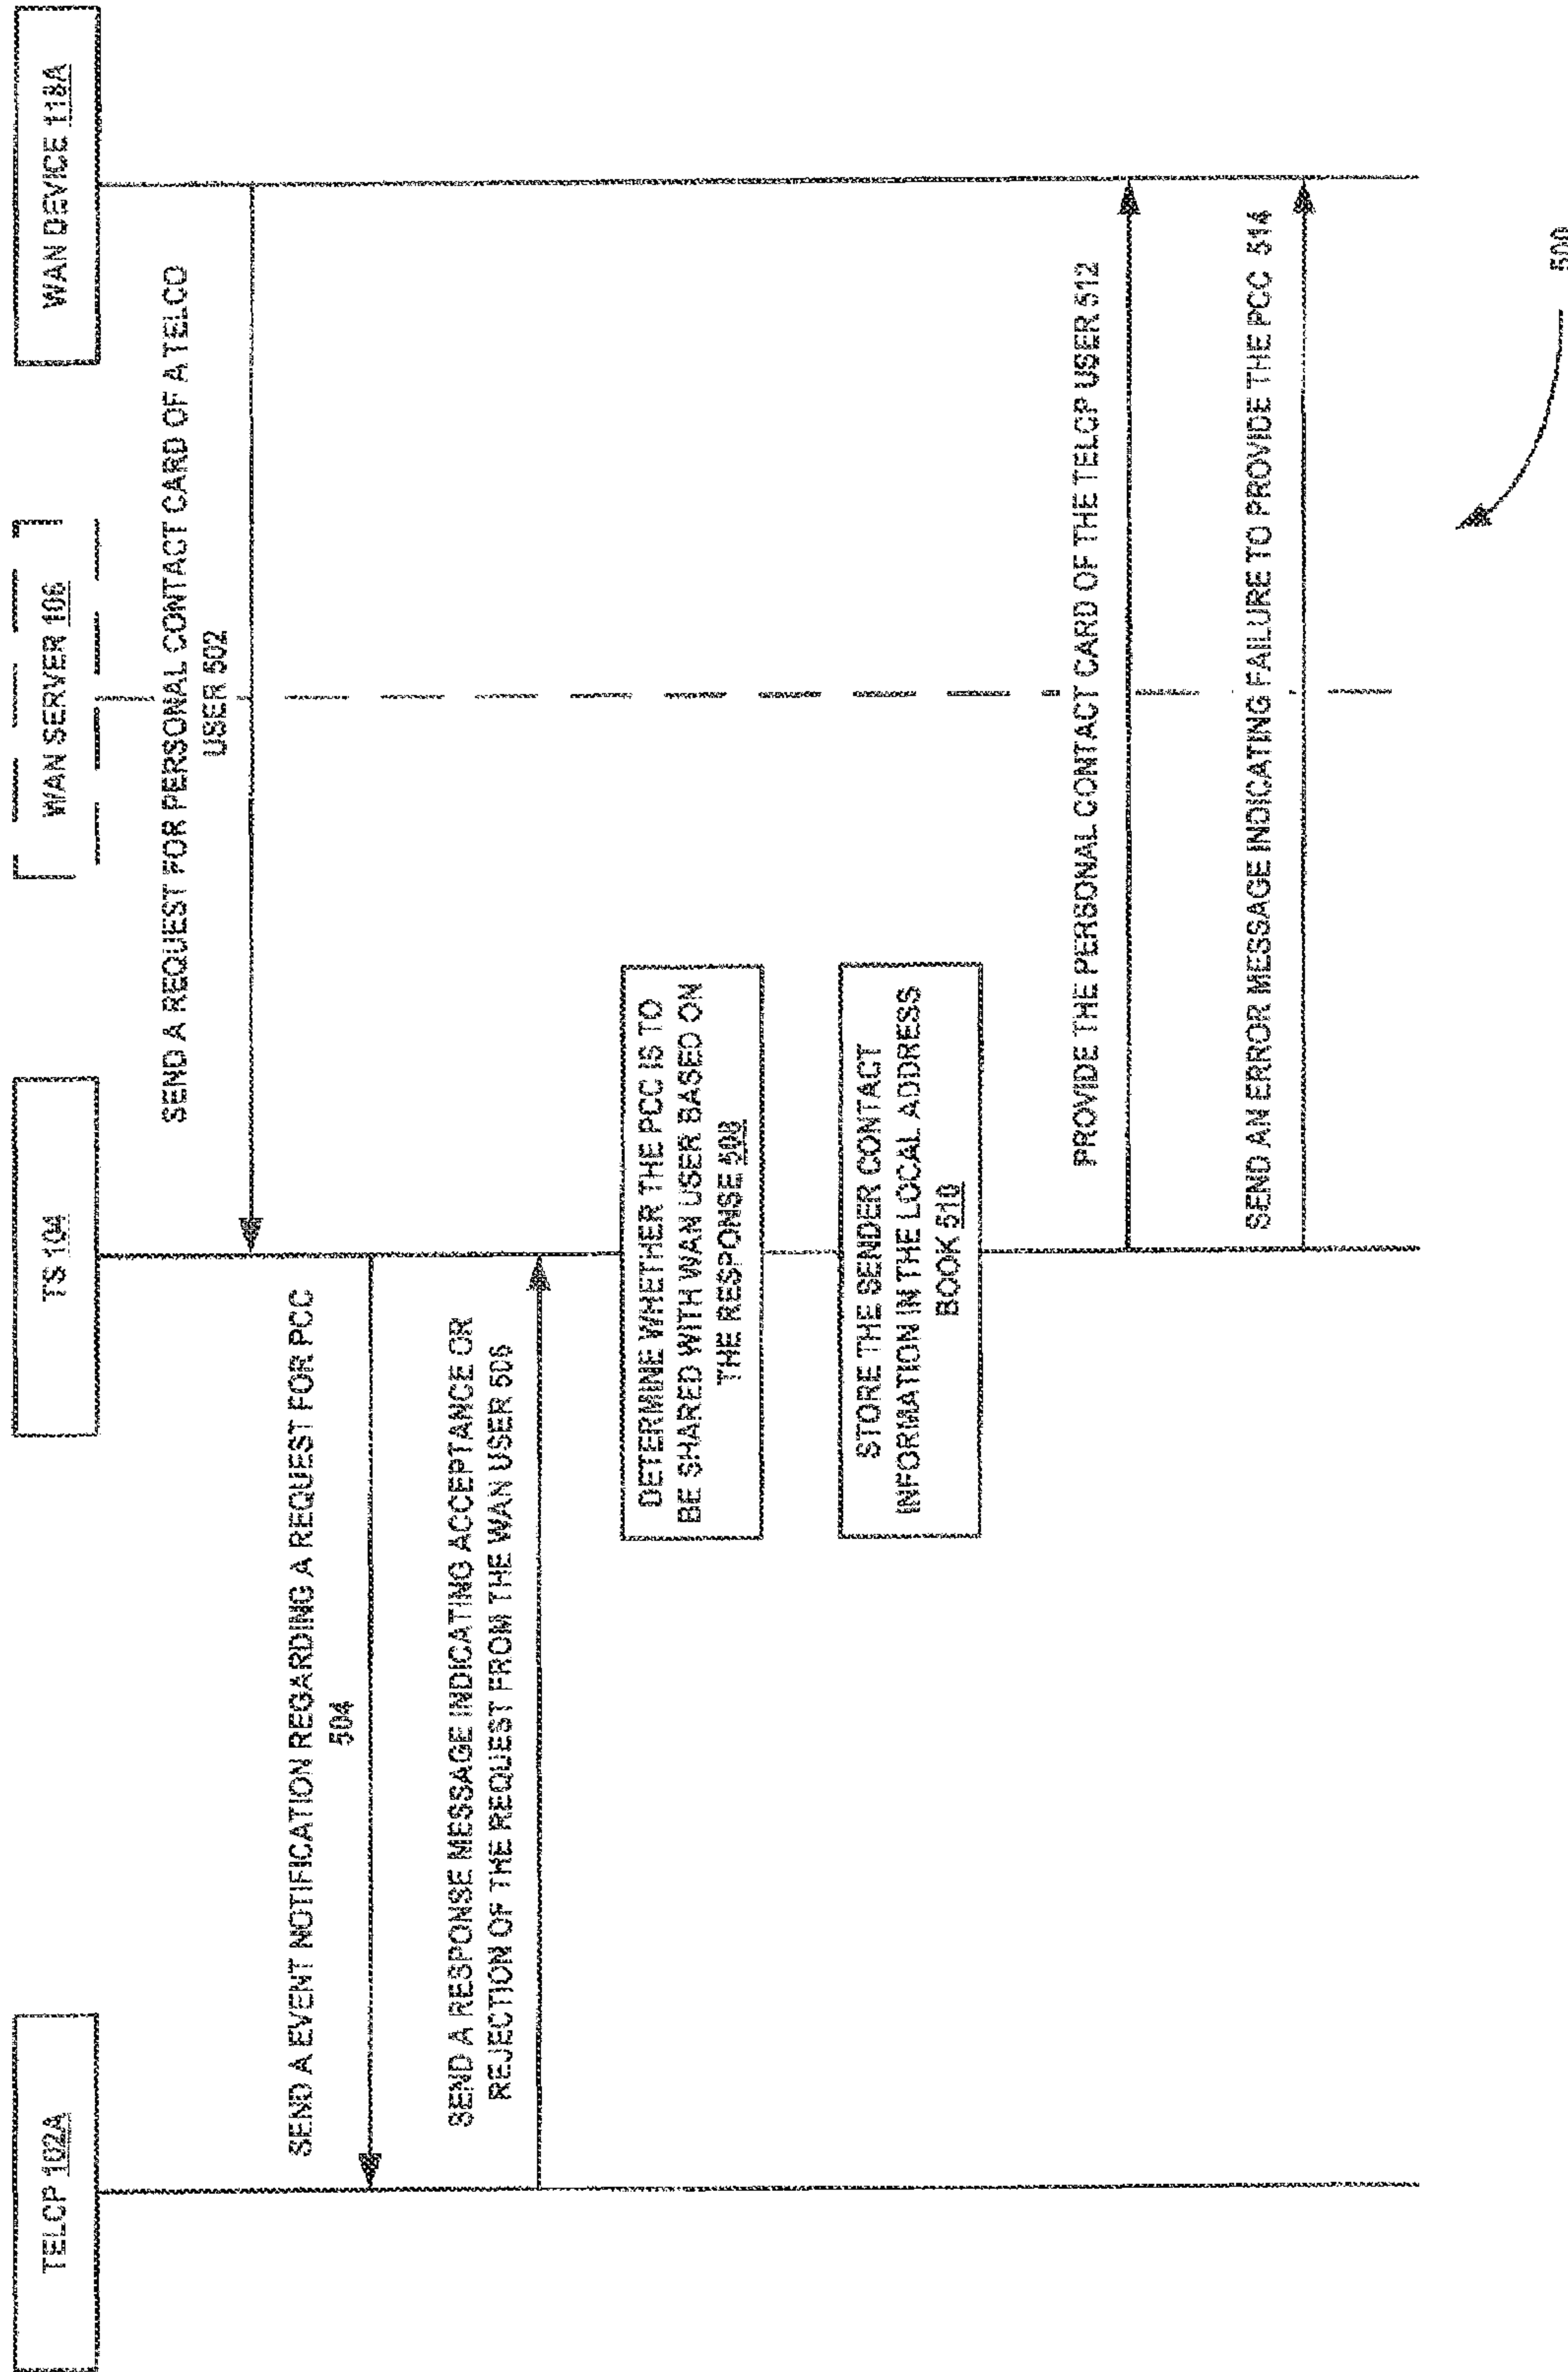 TELCP 102A
TS 104
WAN SERVER 106
WAN DEVICE 118A
SEND A REQUEST FOR PERSONAL CONTACT CARD OF A TELCO
USER 502
SEND A EVENT NOTIFICATION REGARDING A REQUEST FOR PCC
504
SEND A RESPONSE MESSAGE INDICATING ACCEPTANCE OR
REJECTION OF THE REQUEST FROM THE WAN USER 506
DETERMINE WHETHER THE PCC IS TO
BE SHARED WITH WAN USER BASED ON
THE RESPONSE 508
STORE THE SENDER CONTACT
INFORMATION IN THE LOCAL ADDRESS
BOOK 510
PROVIDE THE PERSONAL CONTACT CARD OF THE TELCP USER 512
SEND AN ERROR MESSAGE INDICATING FAILURE TO PROVIDE THE PCC 514
500